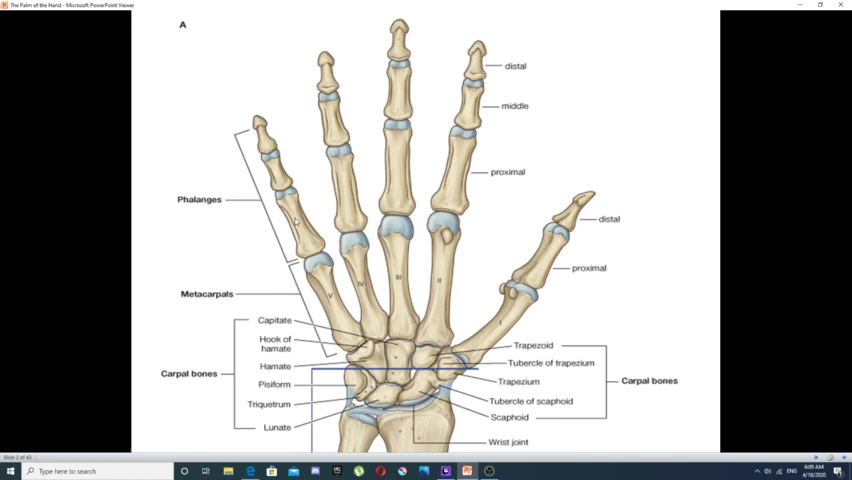 The Palm of the Hand - Microsoft PowerPoint Viewer
A
distal
middle
proximal
Phalanges
distal
proximal
Metacarpals
III
II
IV
V
I
Capitate
Hook of
hamate
Hamate
Carpal bones
Pisiform
Triquetrum
Lunate
Trapezoid
Tubercle of trapezium
Trapezium
Carpal bones
Tubercle of scaphoid
Scaphoid
Wrist joint
Slide 2 of 43
Type here to search
ENG
6:09 AM
4/18/2020